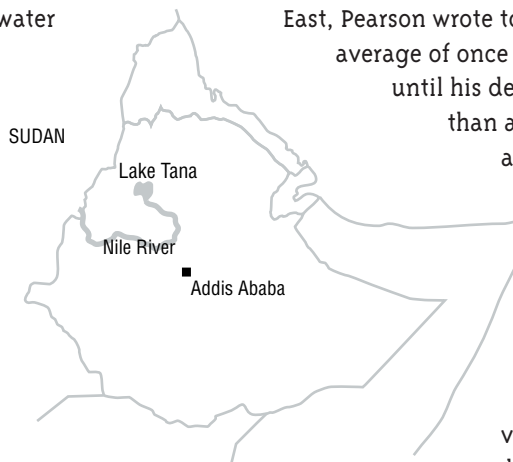 water
East, Pearson wrote to
average of once
until his de
than a
a
SUDAN
Lake Tana
Nile River
Addis Ababa
v